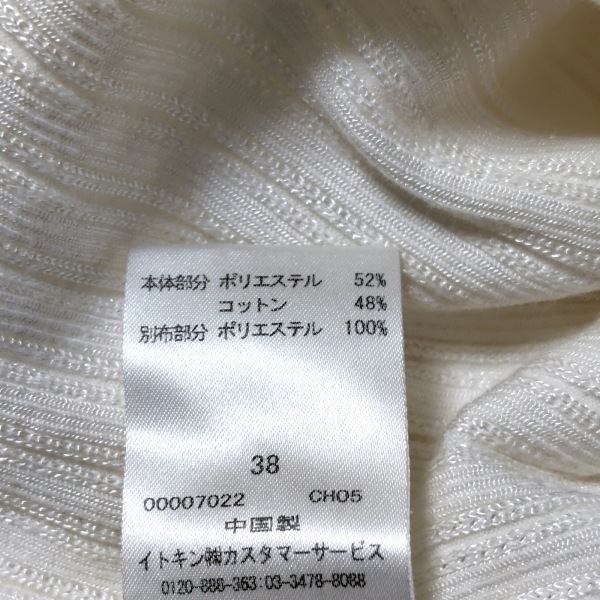 本体部分 ポリエステル 52%
コットン 48%
別布部分 ポリエステル 100%
38
00007022 CH05
中国製
イトキン㈱カスタマーサービス
0120-888-363:03-3478-8088